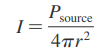 I = P_source / 4πr²